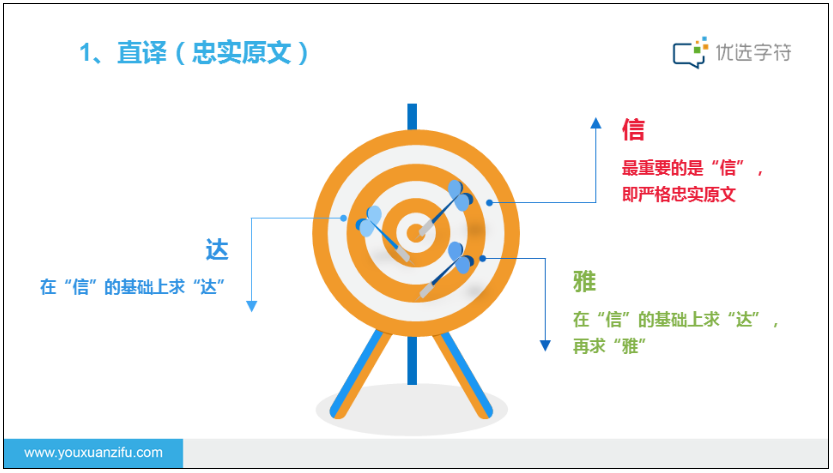 1、直译（忠实原文）
优选字符
信
最重要的是“信”，
即严格忠实原文
达
在“信”的基础上求“达”
雅
在“信”的基础上求“达”，
再求“雅”
www.youxuanzifu.com